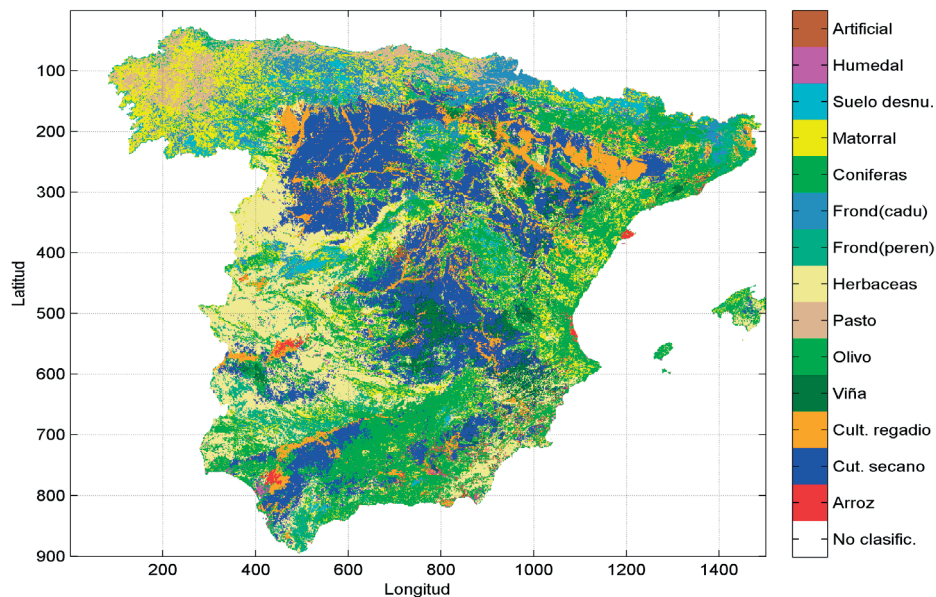 100
200
300
400
500
600
700
800
900
Latitud
200
400
600
800
1000
1200
1400
Longitud
Artificial
Humedal
Suelo desnu.
Matorral
Coniferas
Frond(cadu)
Frond(peren)
Herbaceas
Pasto
Olivo
Viña
Cult. regadio
Cut. secano
Arroz
No clasific.